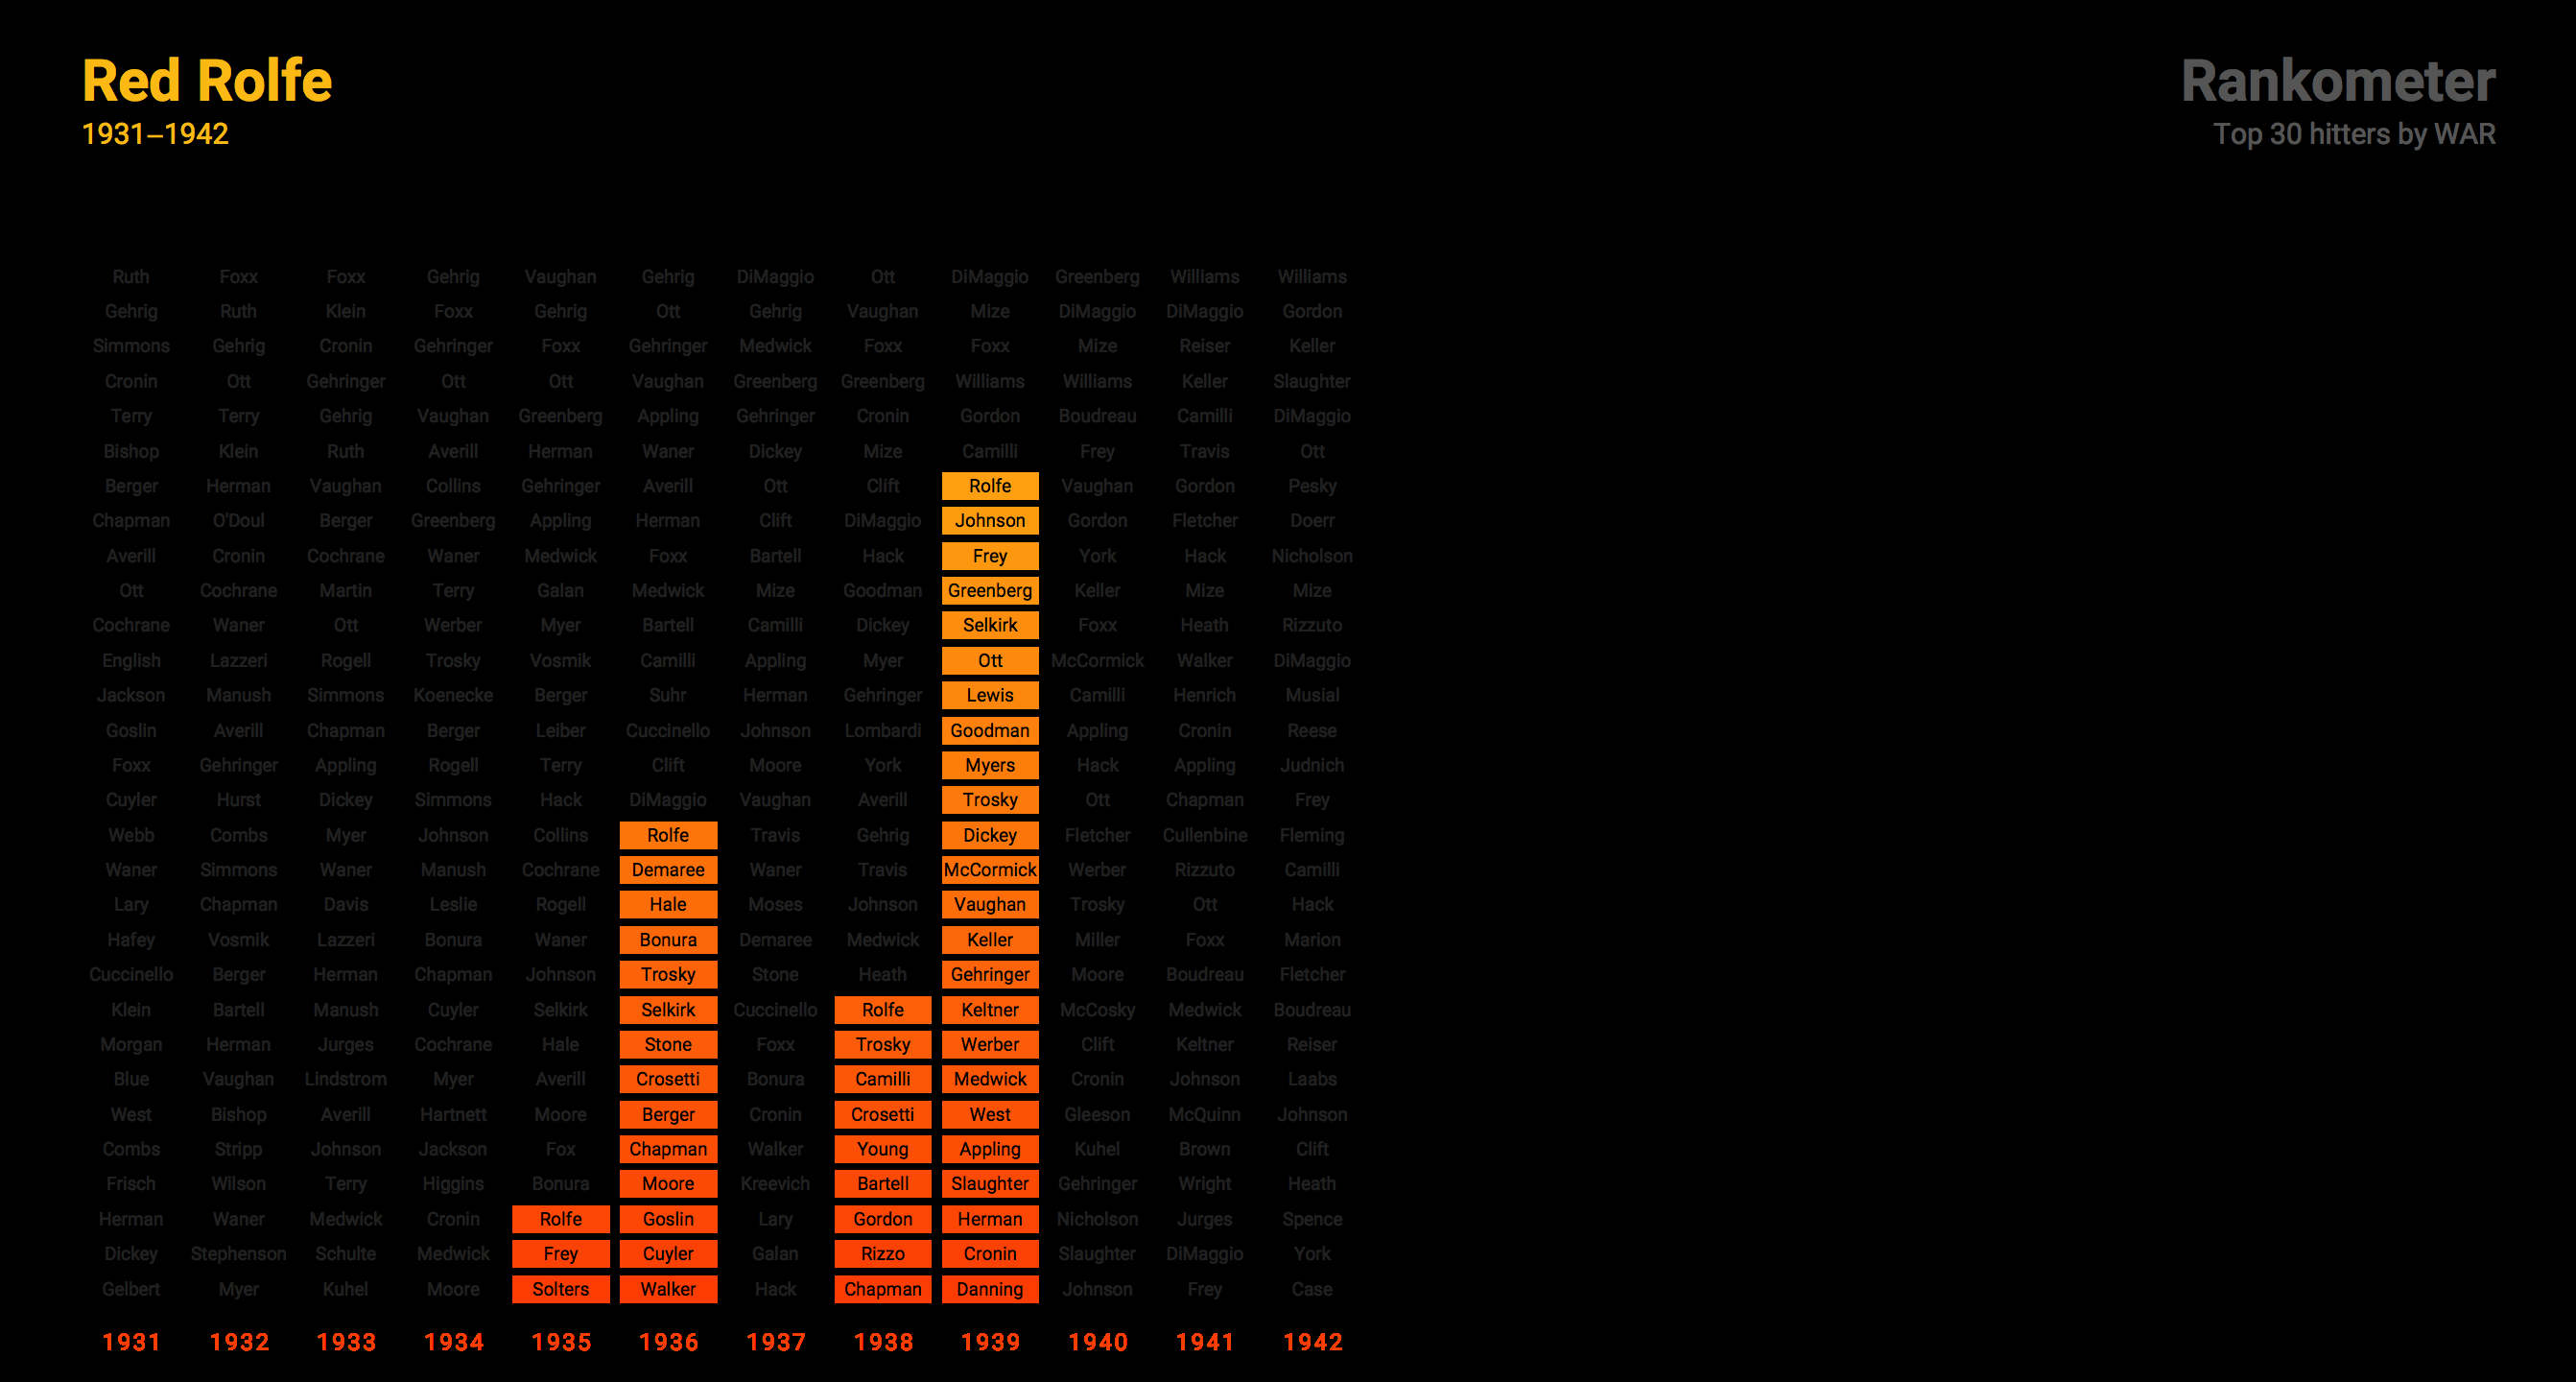 Red Rolfe
1931–1942
Rankometer
Top 30 hitters by WAR
Ruth Foxx Foxx Gehrig Vaughan Gehrig DiMaggio Ott DiMaggio Greenberg Williams Williams
Gehrig Ruth Klein Foxx Gehrig Ott Gehrig Vaughan Mize DiMaggio DiMaggio Gordon
Simmons Gehrig Cronin Gehringer Foxx Gehringer Medwick Foxx Foxx Mize Reiser Keller
Cronin Ott Gehringer Ott Ott Vaughan Greenberg Greenberg Williams Williams Keller Slaughter
Terry Terry Gehrig Vaughan Greenberg Appling Gehringer Cronin Gordon Boudreau Camilli DiMaggio
Bishop Klein Ruth Averill Herman Waner Dickey Mize Camilli Frey Travis Ott
Berger Herman Vaughan Collins Gehringer Averill Ott Clift Rolfe Vaughan Gordon Pesky
Chapman O'Doul Berger Greenberg Appling Herman Clift DiMaggio Johnson Gordon Fletcher Doerr
Averill Cronin Cochrane Waner Medwick Foxx Bartell Hack Frey York Hack Nicholson
Ott Cochrane Martin Terry Galan Medwick Mize Goodman Greenberg Keller Mize Mize
Cochrane Waner Ott Werber Myer Bartell Camilli Dickey Selkirk Foxx Heath Rizzuto
English Lazzeri Rogell Trosky Vosmik Camilli Appling Myer Ott McCormick Walker DiMaggio
Jackson Manush Simmons Koenecke Berger Suhr Herman Gehringer Lewis Camilli Henrich Musial
Goslin Averill Chapman Berger Leiber Cuccinello Johnson Lombardi Goodman Appling Cronin Reese
Foxx Gehringer Appling Rogell Terry Clift Moore York Myers Hack Appling Judnich
Cuyler Hurst Dickey Simmons Hack DiMaggio Vaughan Averill Trosky Ott Chapman Frey
Webb Combs Myer Johnson Collins Rolfe Travis Gehrig Dickey Fletcher Cullenbine Fleming
Waner Simmons Waner Manush Cochrane Demaree Waner Travis McCormick Werber Rizzuto Camilli
Lary Chapman Davis Leslie Rogell Hale Moses Johnson Vaughan Trosky Ott Hack
Hafey Vosmik Lazzeri Bonura Waner Bonura Demaree Medwick Keller Miller Foxx Marion
Cuccinello Berger Herman Chapman Johnson Trosky Stone Heath Gehringer Moore Boudreau Fletcher
Klein Bartell Manush Cuyler Selkirk Selkirk Cuccinello Rolfe Keltner McCosky Medwick Boudreau
Morgan Herman Jurges Cochrane Hale Stone Foxx Trosky Werber Clift Keltner Reiser
Blue Vaughan Lindstrom Myer Averill Crosetti Bonura Camilli Medwick Cronin Johnson Laabs
West Bishop Averill Hartnett Moore Berger Cronin Crosetti West Gleeson McQuinn Johnson
Combs Stripp Johnson Jackson Fox Chapman Walker Young Appling Kuhel Brown Clift
Frisch Wilson Terry Higgins Bonura Moore Kreevich Bartell Slaughter Gehringer Wright Heath
Herman Waner Medwick Cronin Rolfe Goslin Lary Gordon Herman Nicholson Jurges Spence
Dickey Stephenson Schulte Medwick Frey Cuyler Galan Rizzo Cronin Slaughter DiMaggio York
Gelbert Myer Kuhel Moore Solters Walker Hack Chapman Danning Johnson Frey Case
1931 1932 1933 1934 1935 1936 1937 1938 1939 1940 1941 1942